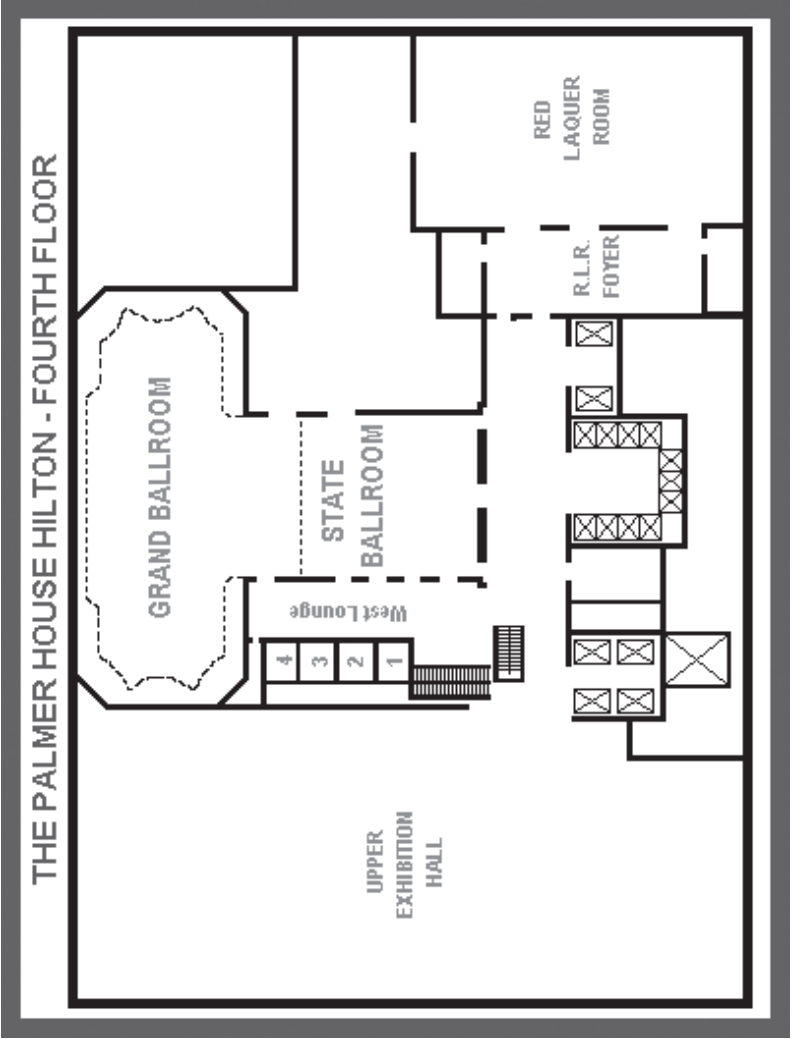 THE PALMER HOUSE HILTON - FOURTH FLOOR
GRAND BALLROOM
STATE
BALLROOM
West Lounge
4
3
2
1
UPPER
EXHIBITION
HALL
R.L.R.
FOYER
RED
LAQUER
ROOM